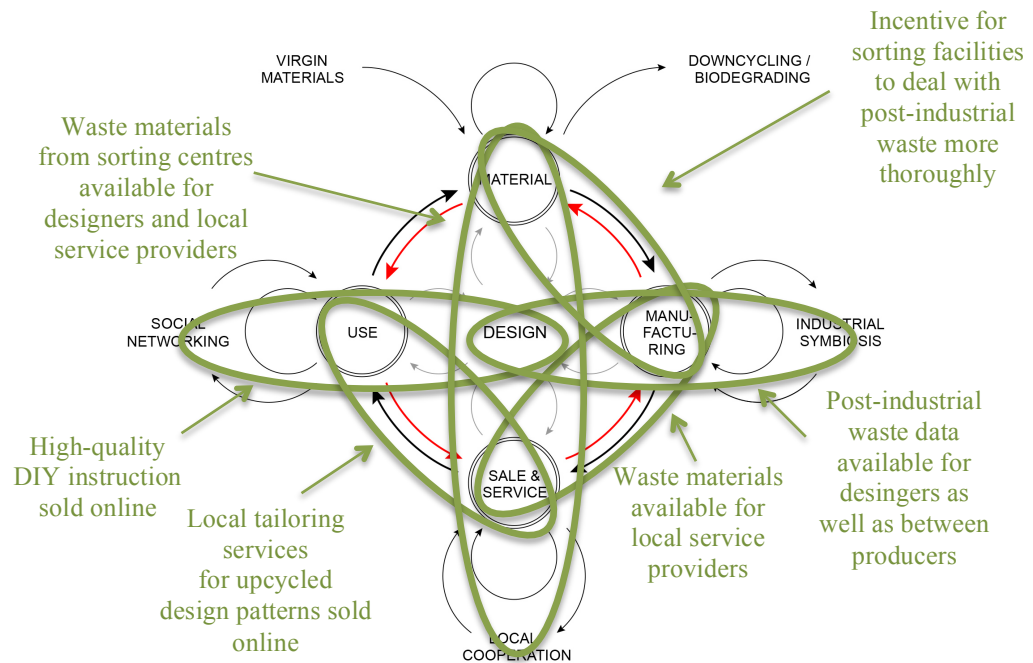 VIRGIN
MATERIALS
DOWNCYCLING /
BIODEGRADING
Incentive for
sorting facilities
to deal with
post-industrial
waste more
thoroughly
Waste materials
from sorting centres
available for
designers and local
service providers
MATERIAL
SOCIAL
NETWORKING
USE
DESIGN
MANU-
FACTU-
RING
INDUSTRIAL
SYMBIOSIS
High-quality
DIY instruction
sold online
Local tailoring
services
for upcycled
design patterns sold
online
SALE &
SERVICE
Waste materials
available for
local service
providers
Post-industrial
waste data
available for
desingers as
well as between
producers
LOCAL
COOPERATION